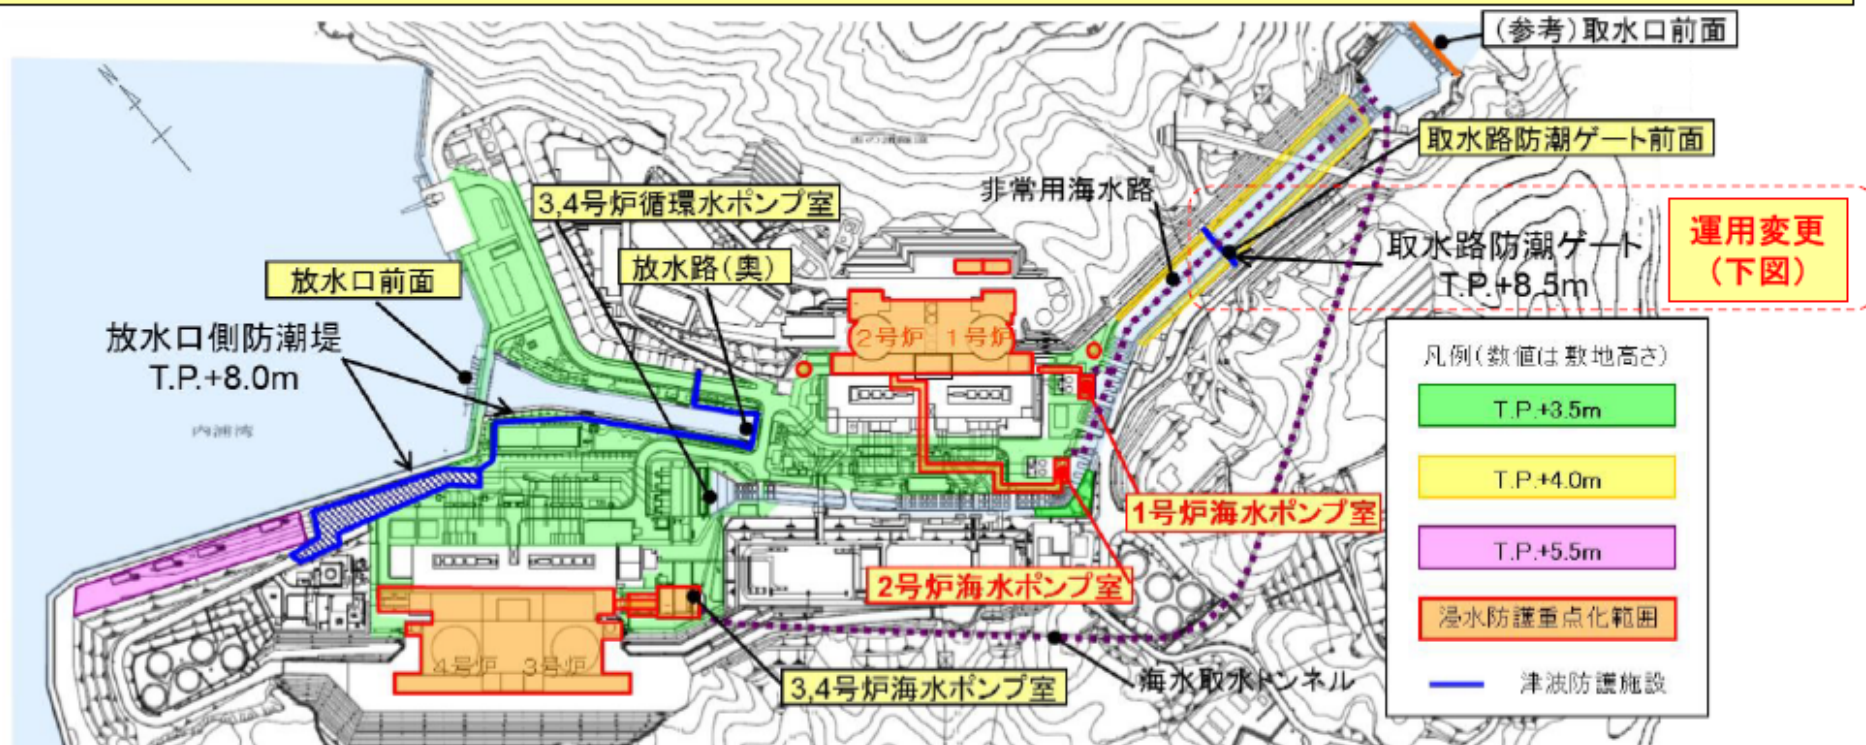 (参考)取水口前面
N
取水路防潮ゲート前面
非常用海水路
3,4号炉循環水ポンプ室
運用変更
(下図)
取水路防潮ゲート
T.P.+8.5m
放水路(奥)
放水口前面
放水口側防潮堤
T.P.+8.0m
2号炉
1号炉
内浦湾
凡例(数値は敷地高さ)
T.P.+3.5m
T.P.+4.0m
T.P.+5.5m
浸水防護重点化範囲
津波防護施設
1号炉海水ポンプ室
2号炉海水ポンプ室
4号炉
3号炉
3,4号炉海水ポンプ室
海水取水トンネル